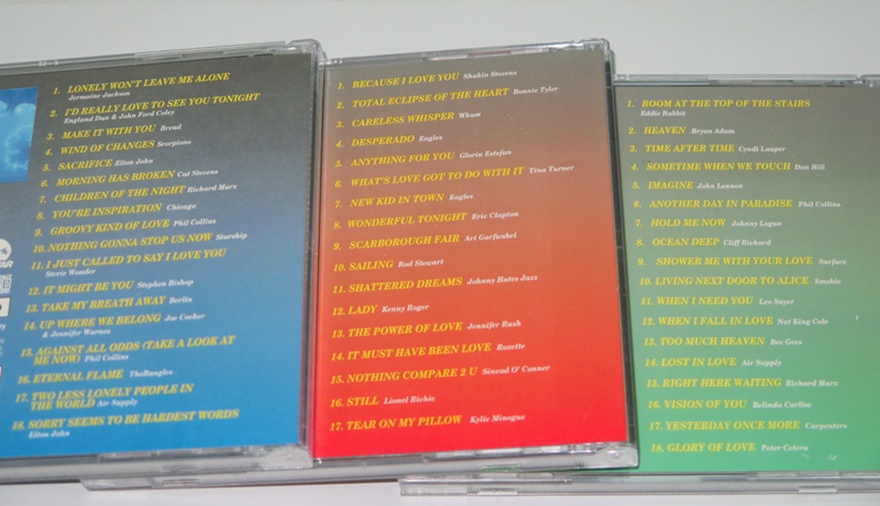 1. LONELY WON'T LEAVE ME ALONE
Jermaine Jackson
2. I'D REALLY LOVE TO SEE YOU TONIGHT
England Dan & John Ford Coley
3. MAKE IT WITH YOU Bread
4. WIND OF CHANGES Scorpions
5. SACRIFICE Elton John
6. MORNING HAS BROKEN Cat Stevens
7. CHILDREN OF THE NIGHT Richard Marx
8. YOU'RE INSPIRATION Chicago
9. GROOVY KIND OF LOVE Phil Collins
10. NOTHING GONNA STOP US NOW Starship
11. I JUST CALLED TO SAY I LOVE YOU
Stevie Wonder
12. IT MIGHT BE YOU Stephen Bishop
13. TAKE MY BREATH AWAY Berlin
14. UP WHERE WE BELONG Joe Cocker
& Jennifer Warnes
15. AGAINST ALL ODDS (TAKE A LOOK AT
ME NOW) Phil Collins
16. ETERNAL FLAME TheBangles
17. TWO LESS LONELY PEOPLE IN
THE WORLD Air Supply
18. SORRY SEEMS TO BE HARDEST WORDS
Elton John
1. BECAUSE I LOVE YOU Shakin Stevens
2. TOTAL ECLIPSE OF THE HEART Bonnie Tyler
3. CARELESS WHISPER Wham
4. DESPERADO Eagles
5. ANYTHING FOR YOU Gloria Estefan
6. WHAT'S LOVE GOT TO DO WITH IT Tina Turner
7. NEW KID IN TOWN Eagles
8. WONDERFUL TONIGHT Eric Clapton
9. SCARBOROUGH FAIR Art Garfunkel
10. SAILING Rod Stewart
11. SHATTERED DREAMS Johnny Hates Jazz
12. LADY Kenny Roger
13. THE POWER OF LOVE Jennifer Rush
14. IT MUST HAVE BEEN LOVE Roxette
15. NOTHING COMPARE 2 U Sinead O' Conner
16. STILL Lionel Richie
17. TEAR ON MY PILLOW Kylie Minogue
1. ROOM AT THE TOP OF THE STAIRS
Eddie Rabbit
2. HEAVEN Bryan Adam
3. TIME AFTER TIME Cyndi Lauper
4. SOMETIME WHEN WE TOUCH Dan Hill
5. IMAGINE John Lennon
6. ANOTHER DAY IN PARADISE Phil Collins
7. HOLD ME NOW Johnny Logan
8. OCEAN DEEP Cliff Richard
9. SHOWER ME WITH YOUR LOVE Surface
10. LIVING NEXT DOOR TO ALICE Smokie
11. WHEN I NEED YOU Leo Sayer
12. WHEN I FALL IN LOVE Nat King Cole
13. TOO MUCH HEAVEN Bee Gees
14. LOST IN LOVE Air Supply
15. RIGHT HERE WAITING Richard Marx
16. VISION OF YOU Belinda Carlise
17. YESTERDAY ONCE MORE Carpenters
18. GLORY OF LOVE Peter Cetera